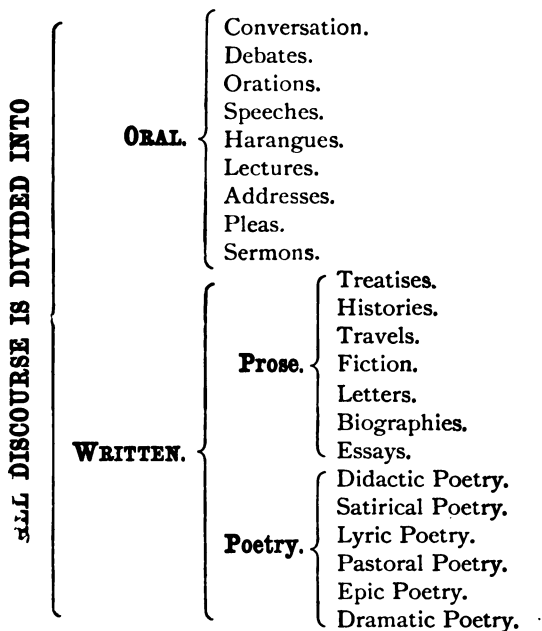 ALL DISCOURSE IS DIVIDED INTO
ORAL.
Conversation.
Debates.
Orations.
Speeches.
Harangues.
Lectures.
Addresses.
Pleas.
Sermons.
WRITTEN.
Prose.
Treatises.
Histories.
Travels.
Fiction.
Letters.
Biographies.
Essays.
Poetry.
Didactic Poetry.
Satirical Poetry.
Lyric Poetry.
Pastoral Poetry.
Epic Poetry.
Dramatic Poetry.